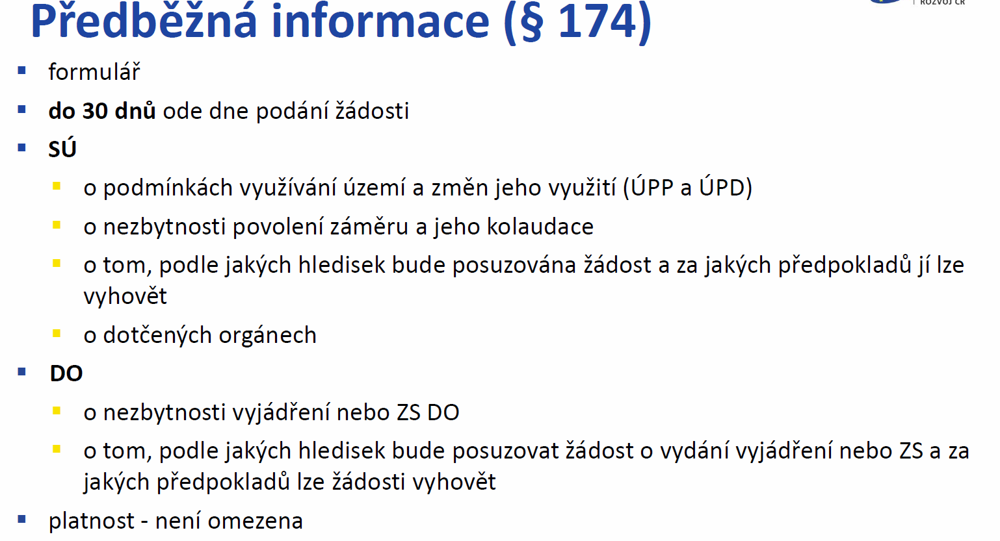 ROZVOJ ČR
Předběžná informace (§ 174)
formulář
do 30 dnů ode dne podání žádosti
SÚ
o podmínkách využívání území a změn jeho využití (ÚPP a ÚPD)
o nezbytnosti povolení záměru a jeho kolaudace
o tom, podle jakých hledisek bude posuzována žádost a za jakých předpokladů jí lze
vyhovět
o dotčených orgánech
DO
o nezbytnosti vyjádření nebo ZS DO
o tom, podle jakých hledisek bude posuzovat žádost o vydání vyjádření nebo ZS a za
jakých předpokladů lze žádosti vyhovět
platnost - není omezena